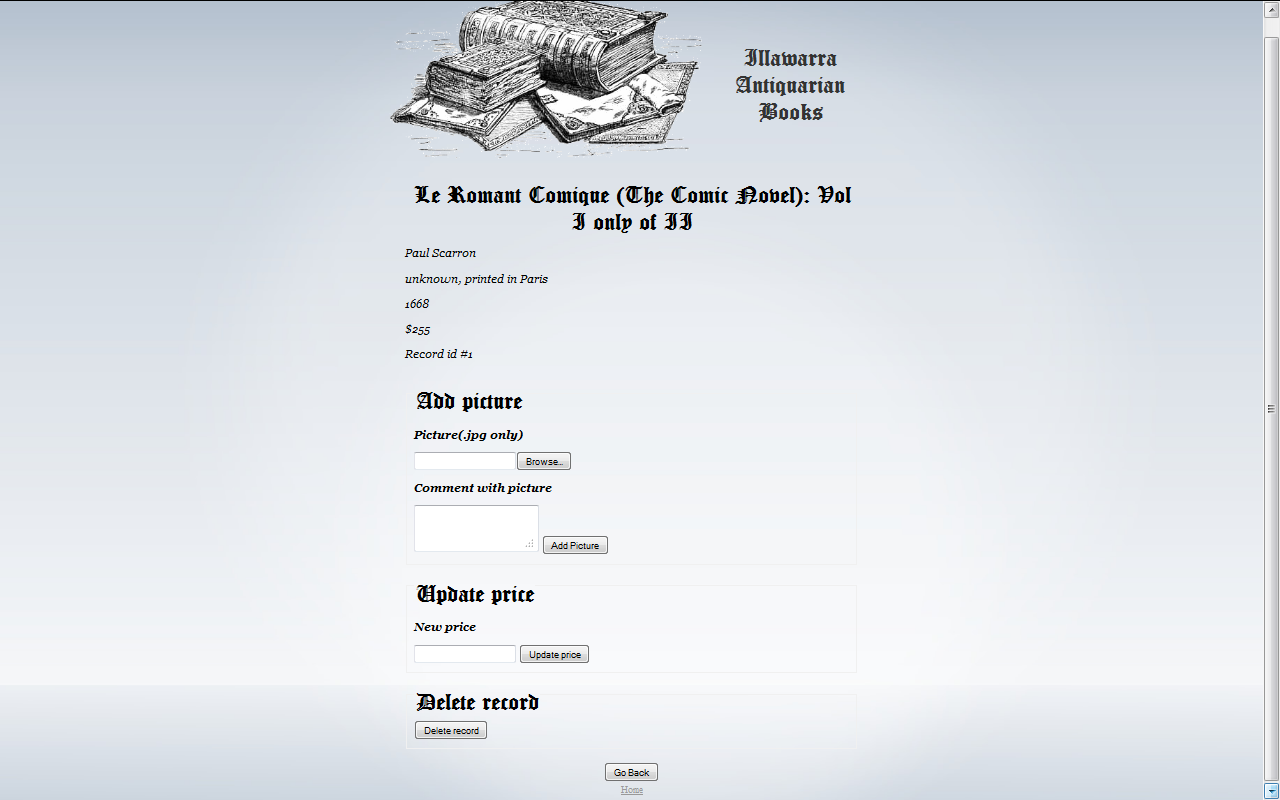 Illawarra
Antiquarian
Books
Le Romant Comique (The Comic Novel): Vol
I only of II
Paul Scarron
unknown, printed in Paris
1668
$255
Record id #1
Add picture
Picture(.jpg only)
Browse...
Comment with picture
Add Picture
Update price
New price
Update price
Delete record
Delete record
Go Back
Home